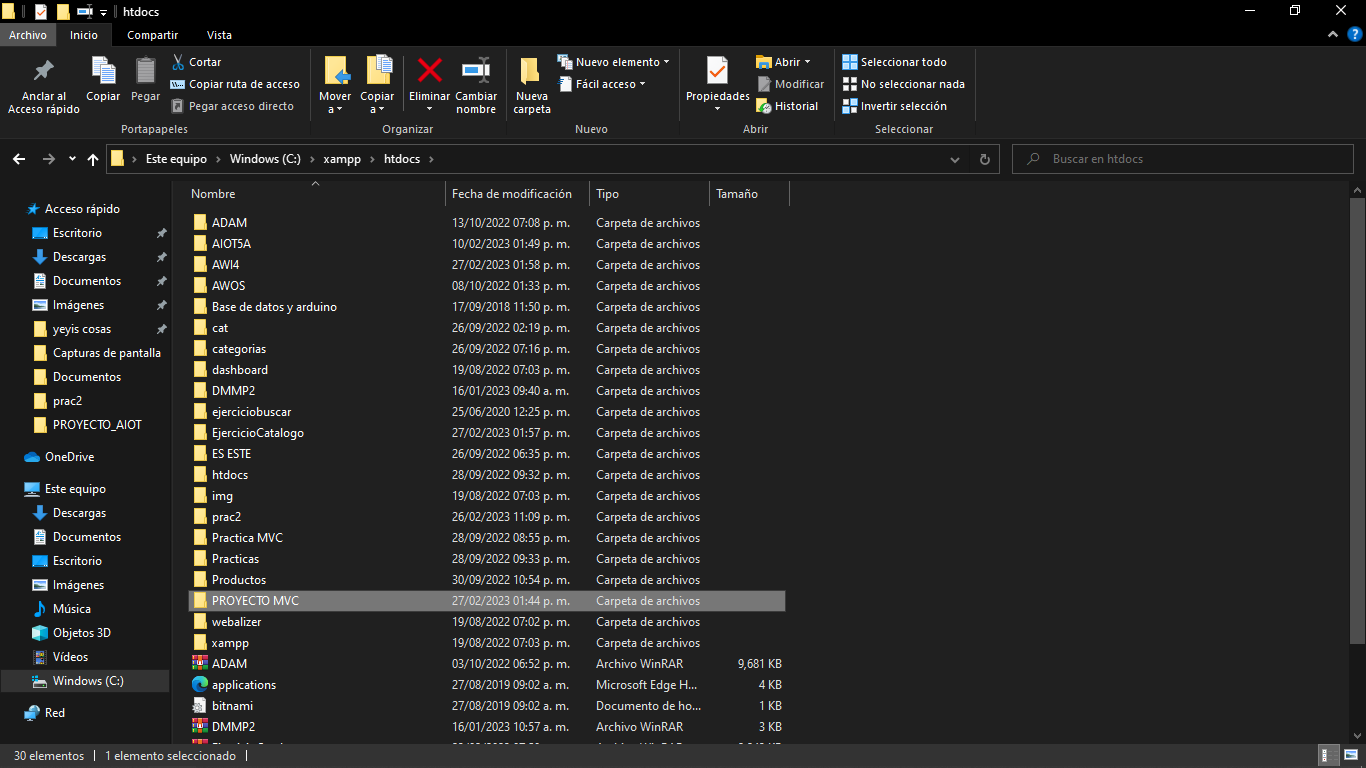 htdocs
Archivo Inicio Compartir Vista
Anclar al Acceso rápido
Copiar
Pegar
Cortar
Copiar ruta de acceso
Pegar acceso directo
Portapapeles
Mover a
Copiar a
Eliminar
Cambiar nombre
Organizar
Nueva carpeta
Nuevo elemento
Fácil acceso
Nuevo
Propiedades
Abrir
Modificar
Historial
Abrir
Seleccionar todo
No seleccionar nada
Invertir selección
Seleccionar
Este equipo > Windows (C:) > xampp > htdocs >
Buscar en htdocs
Acceso rápido
Escritorio
Descargas
Documentos
Imágenes
yeyis cosas
Capturas de pantalla
Documentos
prac2
PROYECTO_AIOT
OneDrive
Este equipo
Descargas
Documentos
Escritorio
Imágenes
Música
Objetos 3D
Vídeos
Windows (C:)
Red
Nombre Fecha de modificación Tipo Tamaño
ADAM 13/10/2022 07:08 p. m. Carpeta de archivos
AIOT5A 10/02/2023 01:49 p. m. Carpeta de archivos
AWI4 27/02/2023 01:58 p. m. Carpeta de archivos
AWOS 08/10/2022 01:33 p. m. Carpeta de archivos
Base de datos y arduino 17/09/2018 11:50 p. m. Carpeta de archivos
cat 26/09/2022 02:19 p. m. Carpeta de archivos
categorias 26/09/2022 07:16 p. m. Carpeta de archivos
dashboard 19/08/2022 07:03 p. m. Carpeta de archivos
DMMP2 16/01/2023 09:40 a. m. Carpeta de archivos
ejerciciobuscar 25/06/2020 12:25 p. m. Carpeta de archivos
EjercicioCatalogo 27/02/2023 01:57 p. m. Carpeta de archivos
ES ESTE 26/09/2022 06:35 p. m. Carpeta de archivos
htdocs 28/09/2022 09:32 p. m. Carpeta de archivos
img 19/08/2022 07:03 p. m. Carpeta de archivos
prac2 26/02/2023 11:09 p. m. Carpeta de archivos
Practica MVC 28/09/2022 08:55 p. m. Carpeta de archivos
Practicas 28/09/2022 09:33 p. m. Carpeta de archivos
Productos 30/09/2022 10:54 p. m. Carpeta de archivos
PROYECTO MVC 27/02/2023 01:44 p. m. Carpeta de archivos
webalizer 19/08/2022 07:02 p. m. Carpeta de archivos
xampp 19/08/2022 07:03 p. m. Carpeta de archivos
ADAM 03/10/2022 06:52 p. m. Archivo WinRAR 9,681 KB
applications 27/08/2019 09:02 a. m. Microsoft Edge H... 4 KB
bitnami 27/08/2019 09:02 a. m. Documento de ho... 1 KB
DMMP2 16/01/2023 10:57 a. m. Archivo WinRAR 3 KB
30 elementos 1 elemento seleccionado